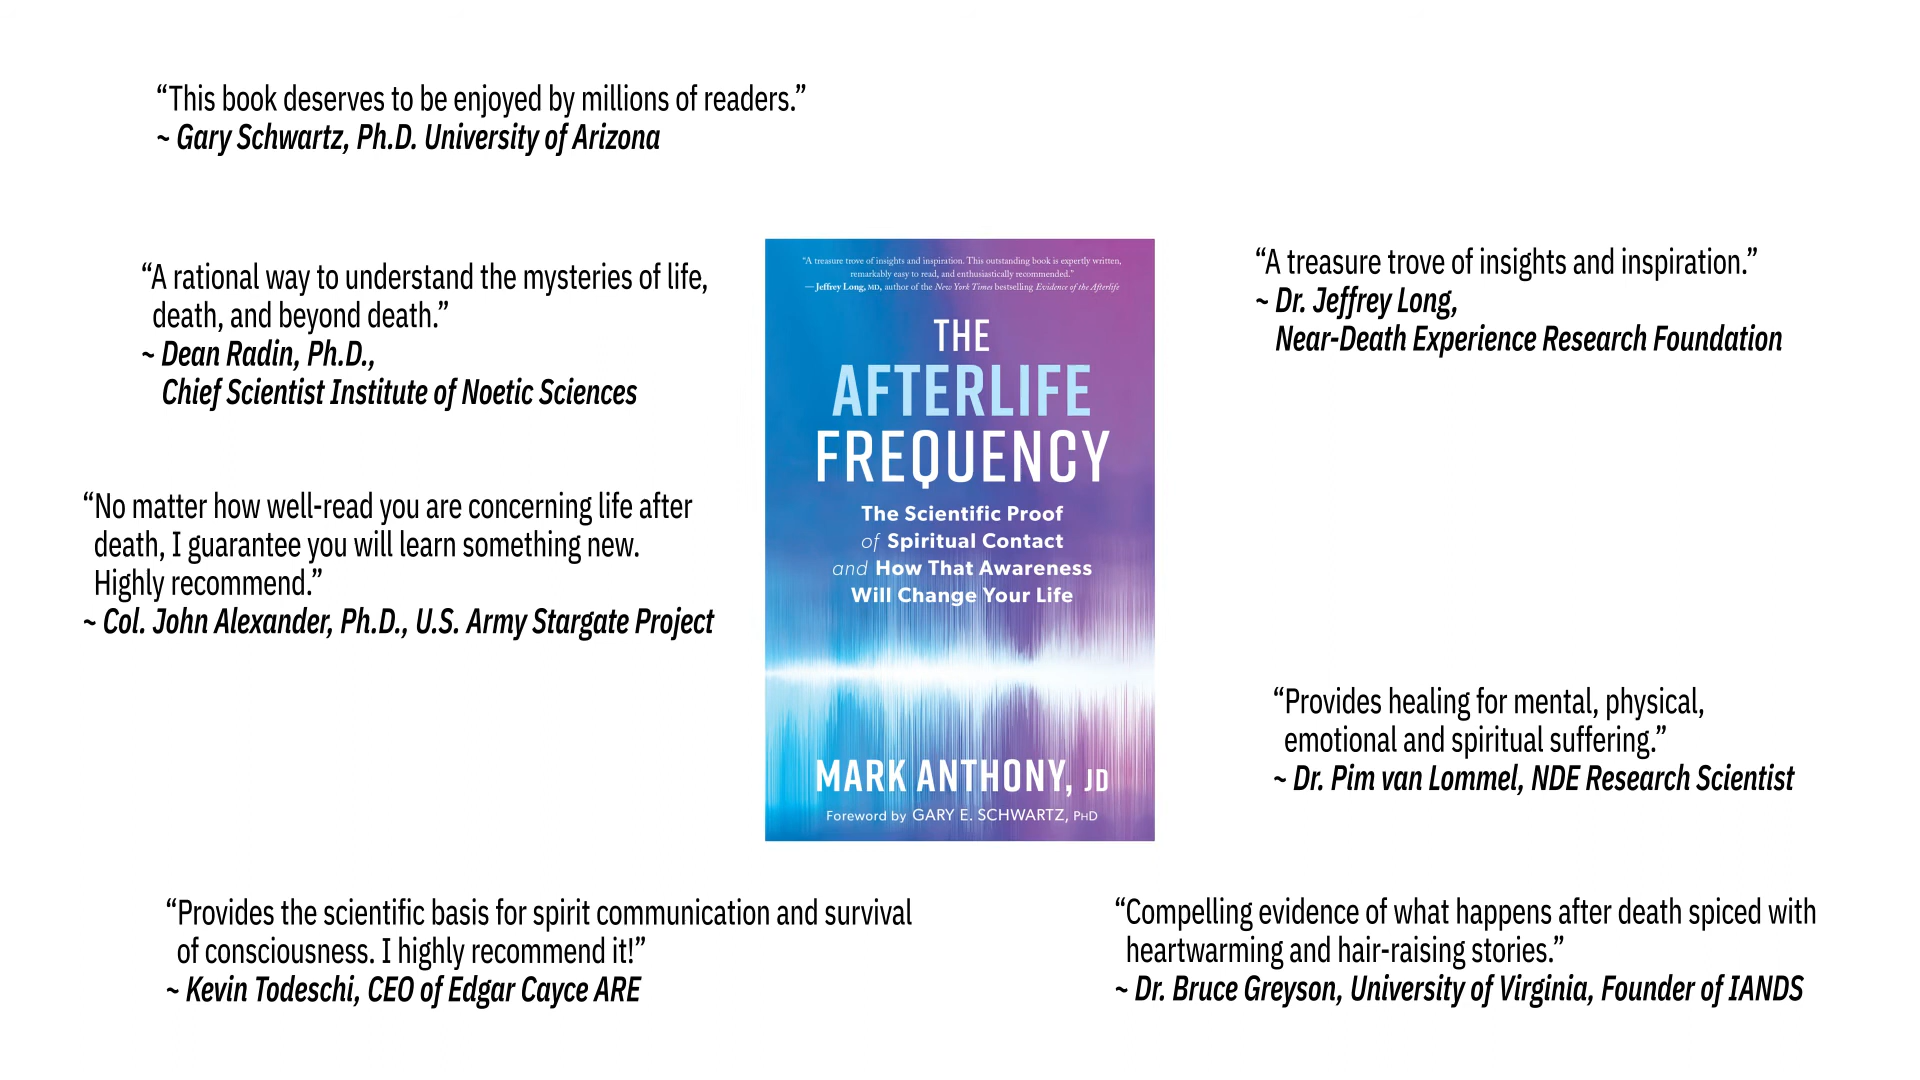 “This book deserves to be enjoyed by millions of readers.”
~ Gary Schwartz, Ph.D. University of Arizona
“A rational way to understand the mysteries of life,
death, and beyond death.”
~ Dean Radin, Ph.D.,
Chief Scientist Institute of Noetic Sciences
“No matter how well-read you are concerning life after
death, I guarantee you will learn something new.
Highly recommend.”
~ Col. John Alexander, Ph.D., U.S. Army Stargate Project
“A treasure trove of insights and inspiration. This outstanding book is expertly written,
remarkably easy to read, and enthusiastically recommended.”
— Jeffrey Long, MD, author of the New York Times bestselling Evidence of the Afterlife
THE
AFTERLIFE
FREQUENCY
The Scientific Proof
of Spiritual Contact
and How That Awareness
Will Change Your Life
MARK ANTHONY, JD
Foreword by GARY E. SCHWARTZ, PHD
“A treasure trove of insights and inspiration.”
~ Dr. Jeffrey Long,
Near-Death Experience Research Foundation
“Provides healing for mental, physical,
emotional and spiritual suffering.”
~ Dr. Pim van Lommel, NDE Research Scientist
“Provides the scientific basis for spirit communication and survival
of consciousness. I highly recommend it!”
~ Kevin Todeschi, CEO of Edgar Cayce ARE
“Compelling evidence of what happens after death spiced with
heartwarming and hair-raising stories.”
~ Dr. Bruce Greyson, University of Virginia, Founder of IANDS